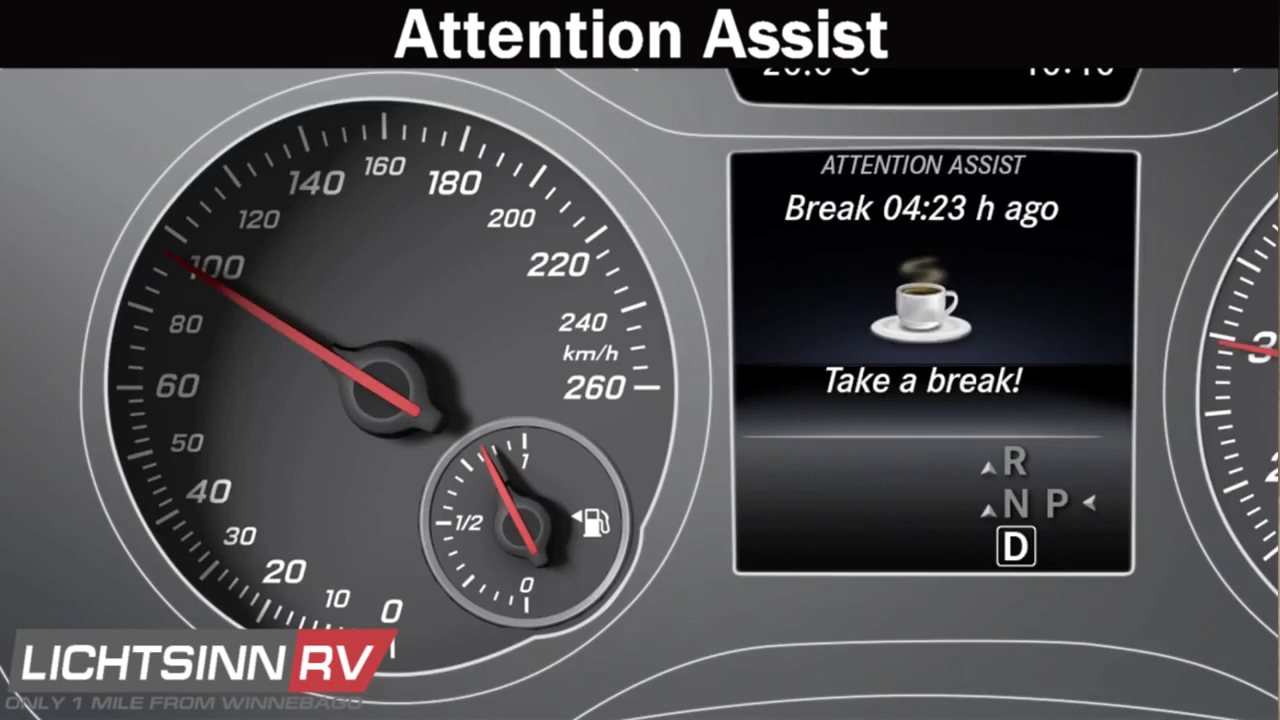 Attention Assist
ATTENTION ASSIST
Break 04:23 h ago
Take a break!
R
N P
D
160
140 180
120 200
100 220
80 240
km/h
60 260
50
40
30
20
10
0
1
1/2
0
3
2
LICHTSINN RV
ONLY 1 MILE FROM WINNEBAGO